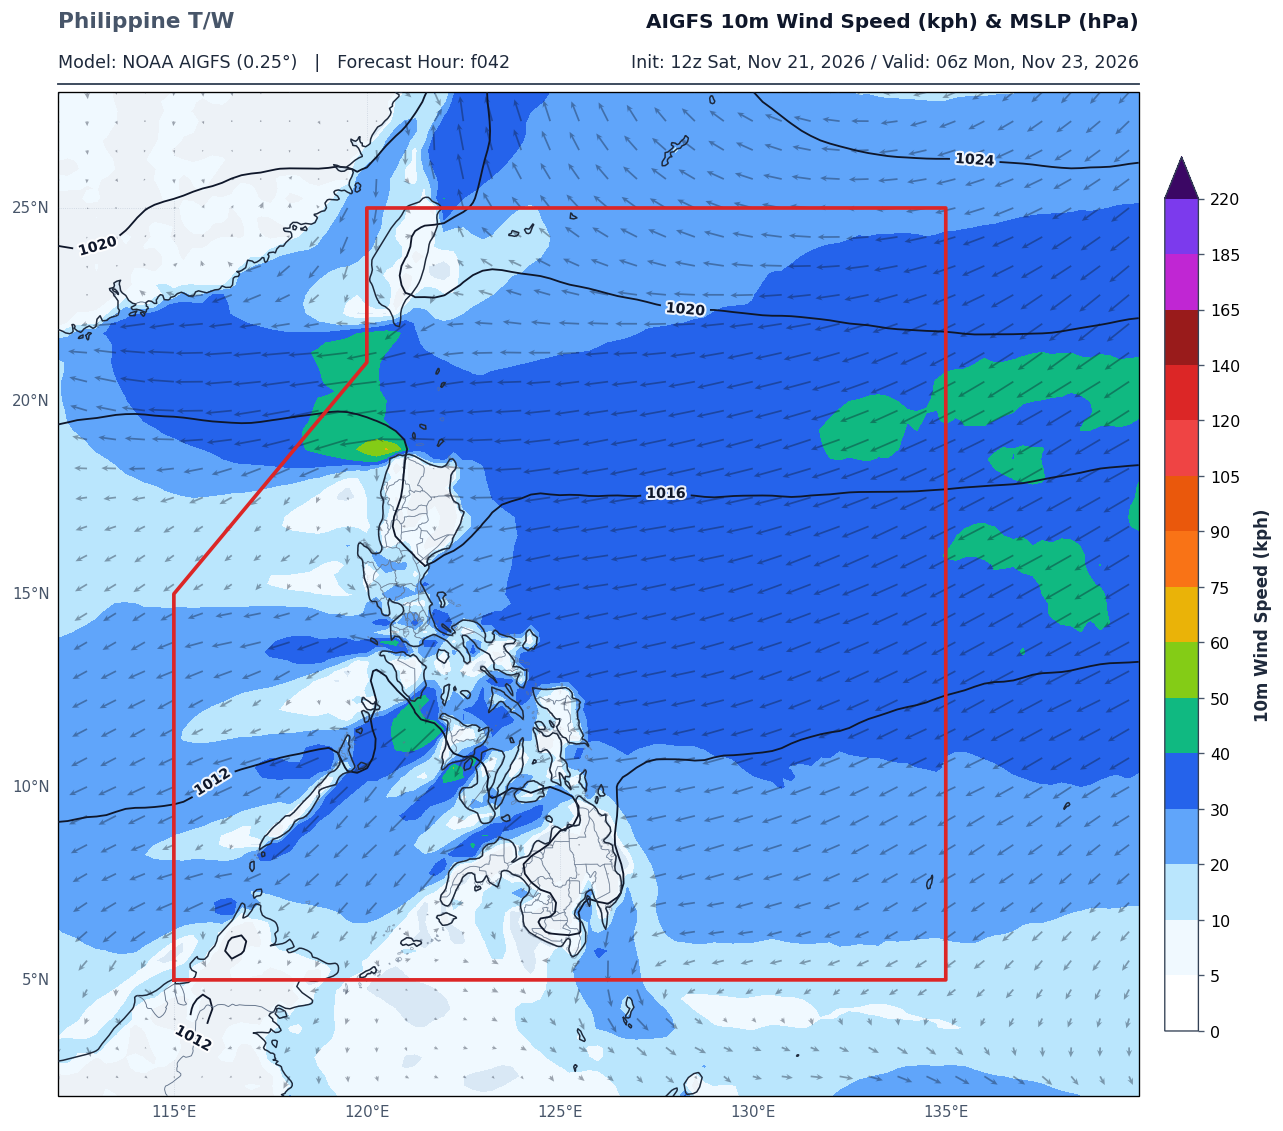 Philippine T/W
AIGFS 10m Wind Speed (kph) & MSLP (hPa)
Model: NOAA AIGFS (0.25°) | Forecast Hour: f042
Init: 12z Sat, Nov 21, 2026 / Valid: 06z Mon, Nov 23, 2026
1024
1020
1020
1016
1012
1012
25°N
20°N
15°N
10°N
5°N
115°E
120°E
125°E
130°E
135°E
220
185
165
140
120
105
90
75
60
50
40
30
20
10
5
0
10m Wind Speed (kph)